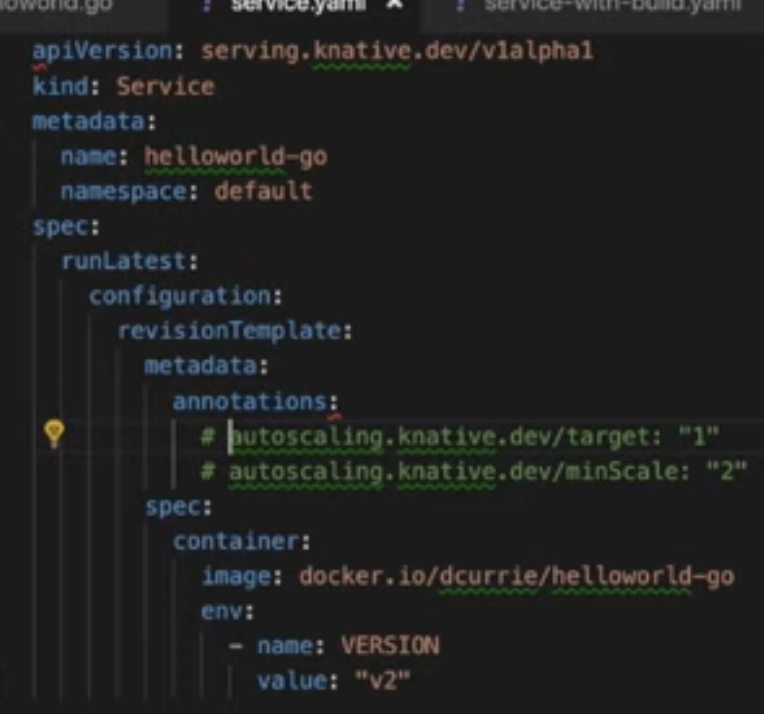 loworld.go ! service.yaml × ! service-with-build.yaml
apiVersion: serving.knative.dev/v1alpha1
kind: Service
metadata:
  name: helloworld-go
  namespace: default
spec:
  runLatest:
    configuration:
      revisionTemplate:
        metadata:
          annotations:
            # autoscaling.knative.dev/target: "1"
            # autoscaling.knative.dev/minScale: "2"
        spec:
          container:
            image: docker.io/dcurrie/helloworld-go
            env:
              - name: VERSION
                value: "v2"